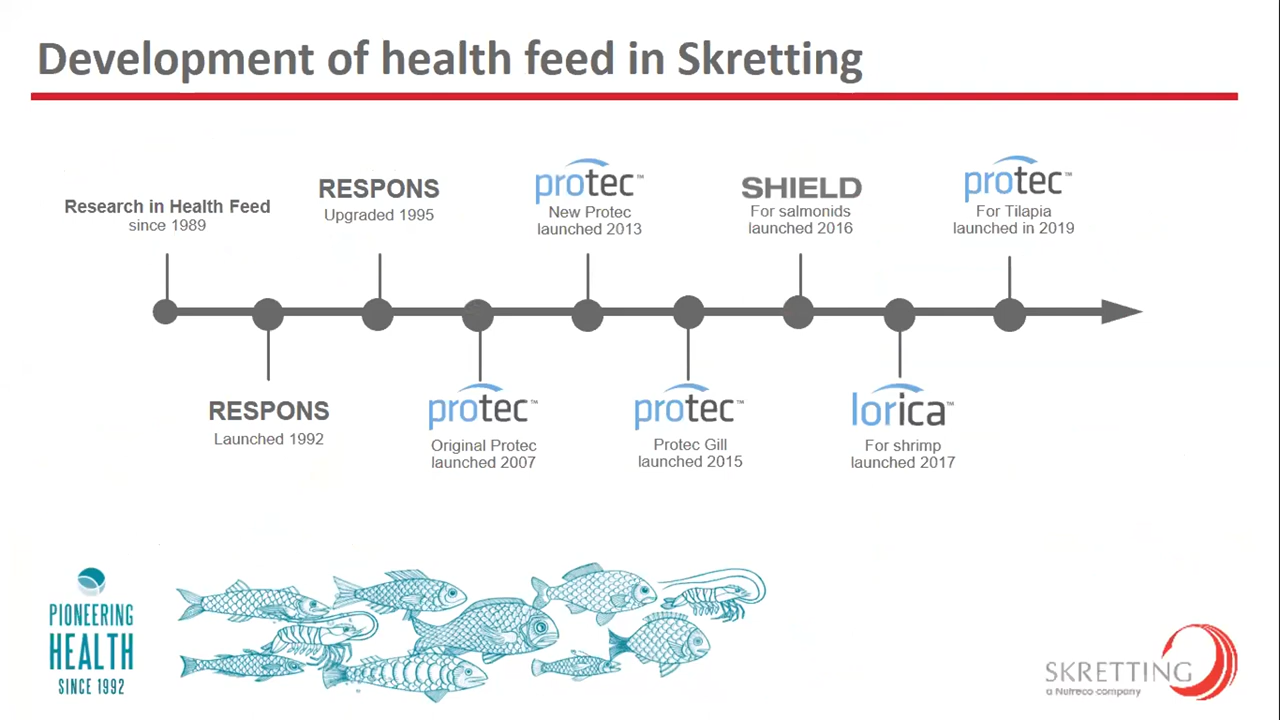 Development of health feed in Skretting
Research in Health Feed
since 1989
RESPONS
Launched 1992
RESPONS
Upgraded 1995
protec™
Original Protec
launched 2007
protec™
New Protec
launched 2013
protec™
Protec Gill
launched 2015
SHIELD
For salmonids
launched 2016
lorica™
For shrimp
launched 2017
protec™
For Tilapia
launched in 2019
PIONEERING
HEALTH
SINCE 1992
SKRETTING
a Nutreco company